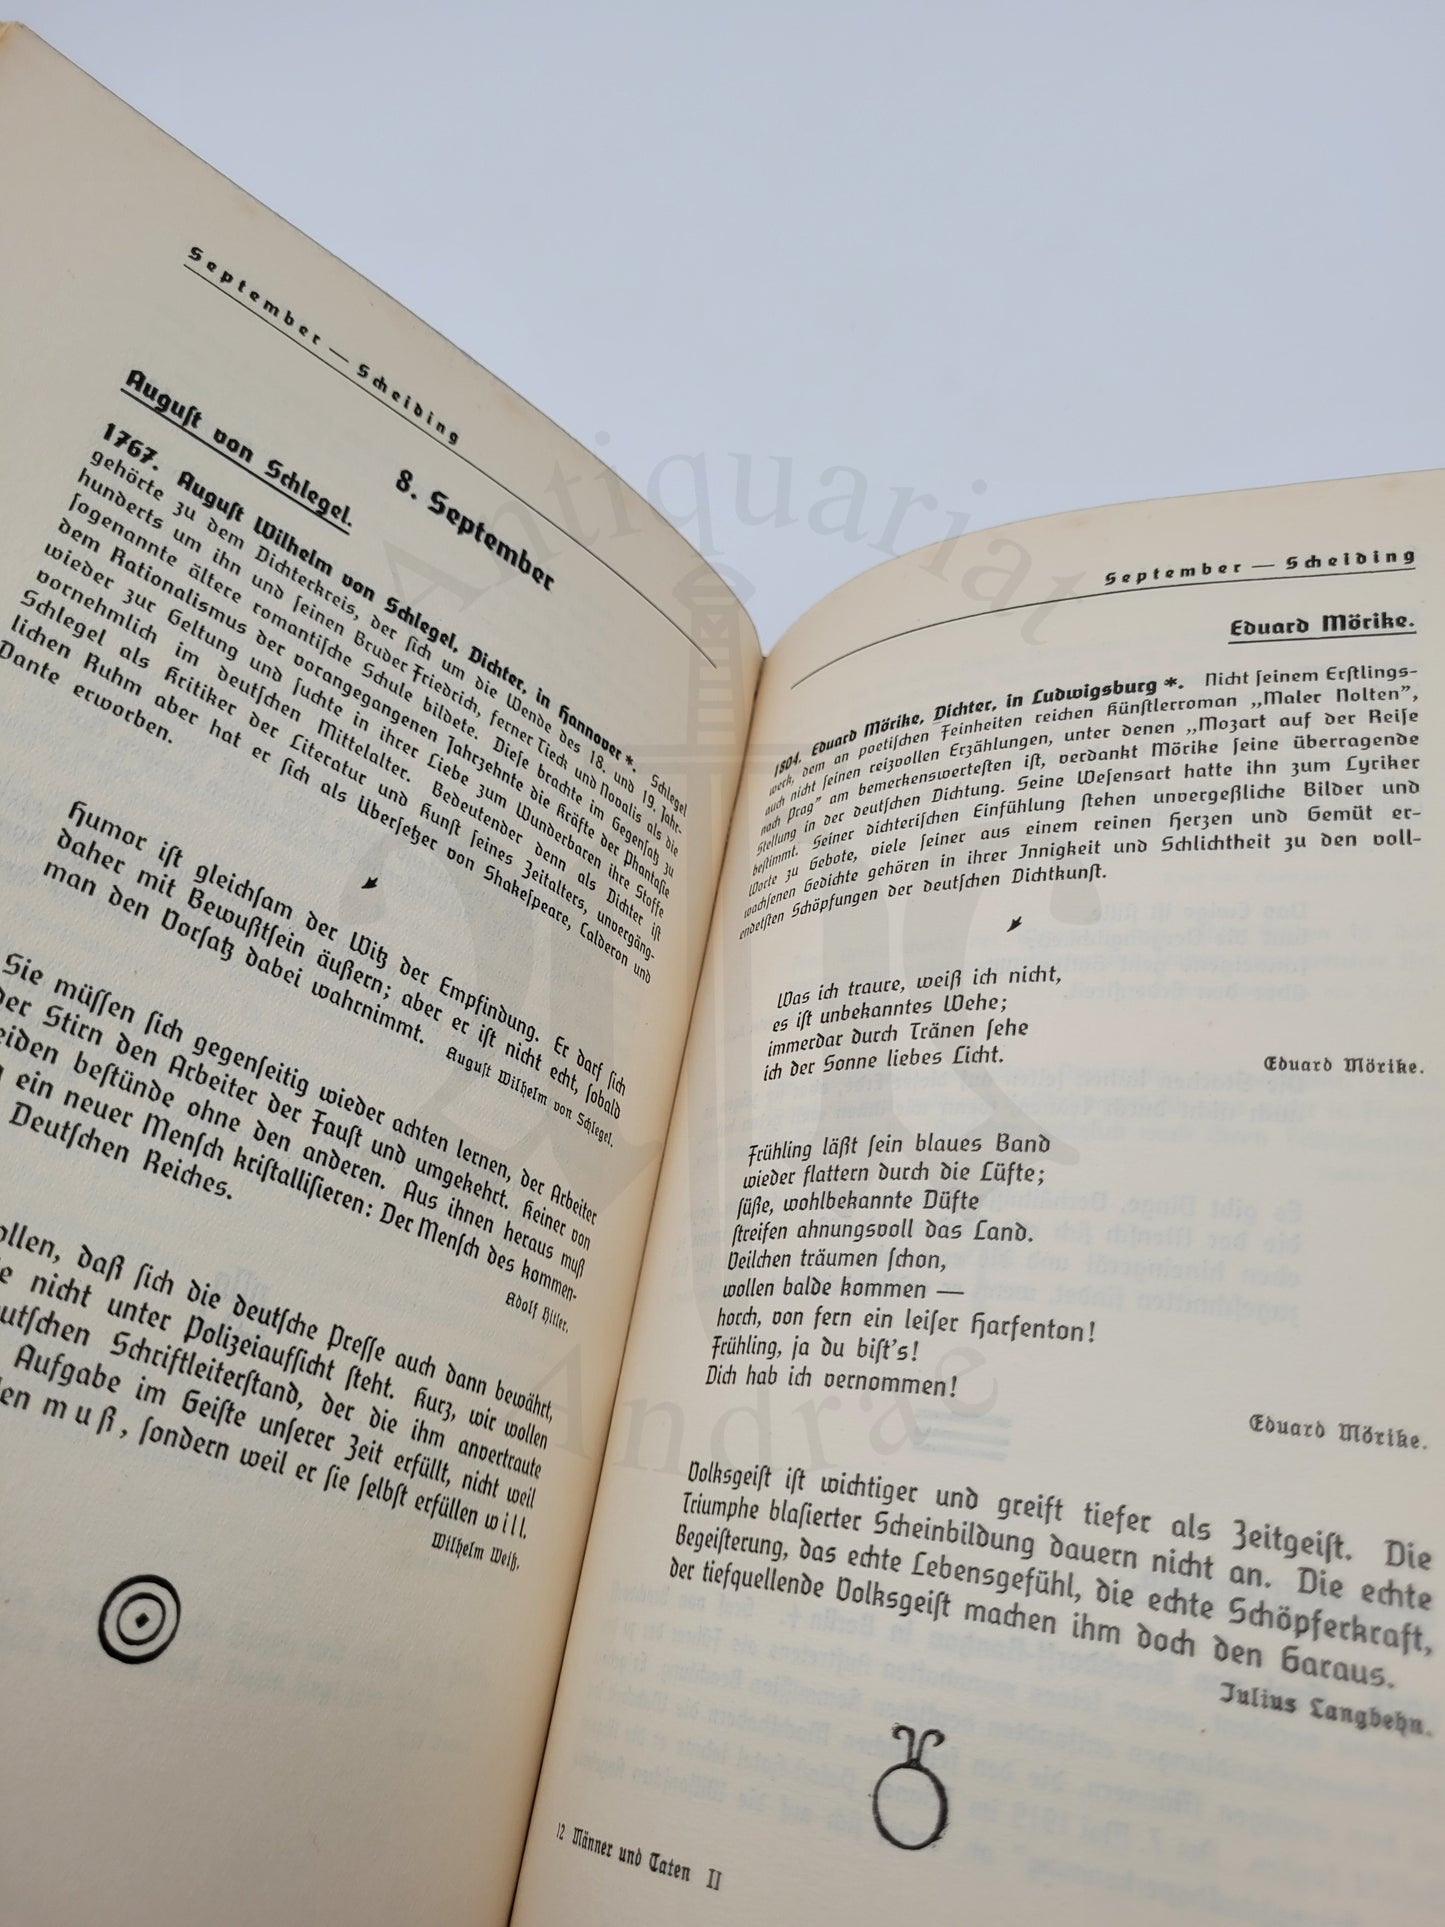 September — Scheiding
8. September
August von Schlegel.
1767. August Wilhelm von Schlegel, Dichter, in Hannover *. Schlegel
gehörte zu dem Dichterkreis, der sich um die Wende des 18. und 19. Jahr-
hunderts um ihn und seinen Bruder Friedrich, ferner Tieck und Novalis als die
sogenannte ältere romantische Schule bildete. Diese brachte im Gegensatz zu
dem Rationalismus der vorangegangenen Jahrzehnte die Kräfte der Phantasie
wieder zur Geltung und suchte in ihrer Liebe zum Wunderbaren ihre Stoffe
vornehmlich im deutschen Mittelalter. Bedeutender denn als Dichter ist
Schlegel als Kritiker der Literatur und Kunst seines Zeitalters, unvergäng-
lichen Ruhm aber hat er sich als Übersetzer von Shakespeare, Calderon und
Dante erworben.
Humor ist gleichsam der Witz der Empfindung. Er darf sich
daher mit Bewußtsein äußern; aber er ist nicht echt, sobald
man den Vorsatz dabei wahrnimmt.
August Wilhelm von Schlegel.
Sie müssen sich gegenseitig wieder achten lernen, der Arbeiter
der Stirn den Arbeiter der Faust und umgekehrt. Keiner von
eiden bestünde ohne den anderen. Aus ihnen heraus muß
ein neuer Mensch kristallisieren: Der Mensch des kommen-
Deutschen Reiches.
Adolf Hitler.
ollen, daß sich die deutsche Presse auch dann bewährt,
e nicht unter Polizeiaufsicht steht. Kurz, wir wollen
utschen Schriftleiterstand, der die ihm anvertraute
Aufgabe im Geiste unserer Zeit erfüllt, nicht weil
len muß, sondern weil er sie selbst erfüllen will.
Wilhelm Weiß.
September — Scheiding
Eduard Mörike.
1804. Eduard Mörike, Dichter, in Ludwigsburg *. Nicht seinem Erstlings-
werk, dem an poetischen Feinheiten reichen Künstlerroman „Maler Nolten”,
auch nicht seinen reizvollen Erzählungen, unter denen „Mozart auf der Reise
nach Prag” am bemerkenswertesten ist, verdankt Mörike seine überragende
Stellung in der deutschen Dichtung. Seine Wesensart hatte ihn zum Lyriker
bestimmt. Seiner dichterischen Einfühlung stehen unvergeßliche Bilder und
Worte zu Gebote, viele seiner aus einem reinen Herzen und Gemüt er-
wachsenen Gedichte gehören in ihrer Innigkeit und Schlichtheit zu den voll-
endetsten Schöpfungen der deutschen Dichtkunst.
Was ich traure, weiß ich nicht,
es ist unbekanntes Wehe;
immerdar durch Tränen sehe
ich der Sonne liebes Licht.
Eduard Mörike.
Frühling läßt sein blaues Band
wieder flattern durch die Lüfte;
süße, wohlbekannte Düfte
streifen ahnungsvoll das Land.
Veilchen träumen schon,
wollen balde kommen —
horch, von fern ein leiser Harfenton!
Frühling, ja du bist's!
Dich hab ich vernommen!
Eduard Mörike.
Volksgeist ist wichtiger und greift tiefer als Zeitgeist. Die
Triumphe blasierter Scheinbildung dauern nicht an. Die echte
Begeisterung, das echte Lebensgefühl, die echte Schöpferkraft,
der tiefquellende Volksgeist machen ihm doch den Garaus.
Julius Langbehn.
12 Männer und Taten II
Antiquariat
Andrae